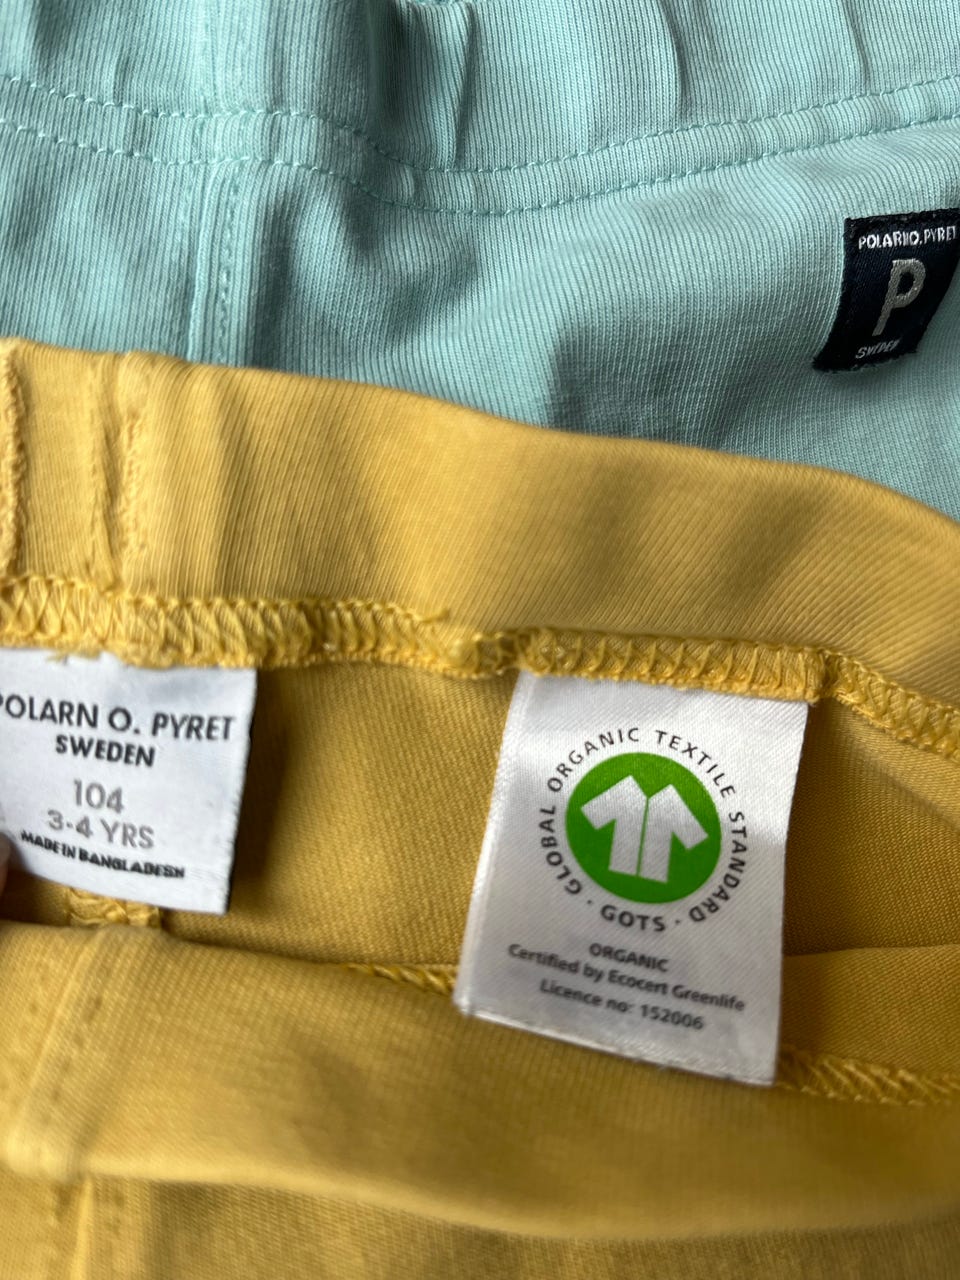 POLARN O. PYRET
P
SWEDEN
POLARN O. PYRET
SWEDEN
104
3-4 YRS
MADE IN BANGLADESH
GLOBAL ORGANIC TEXTILE STANDARD
· GOTS ·
ORGANIC
Certified by Ecocert Greenlife
Licence no: 152006